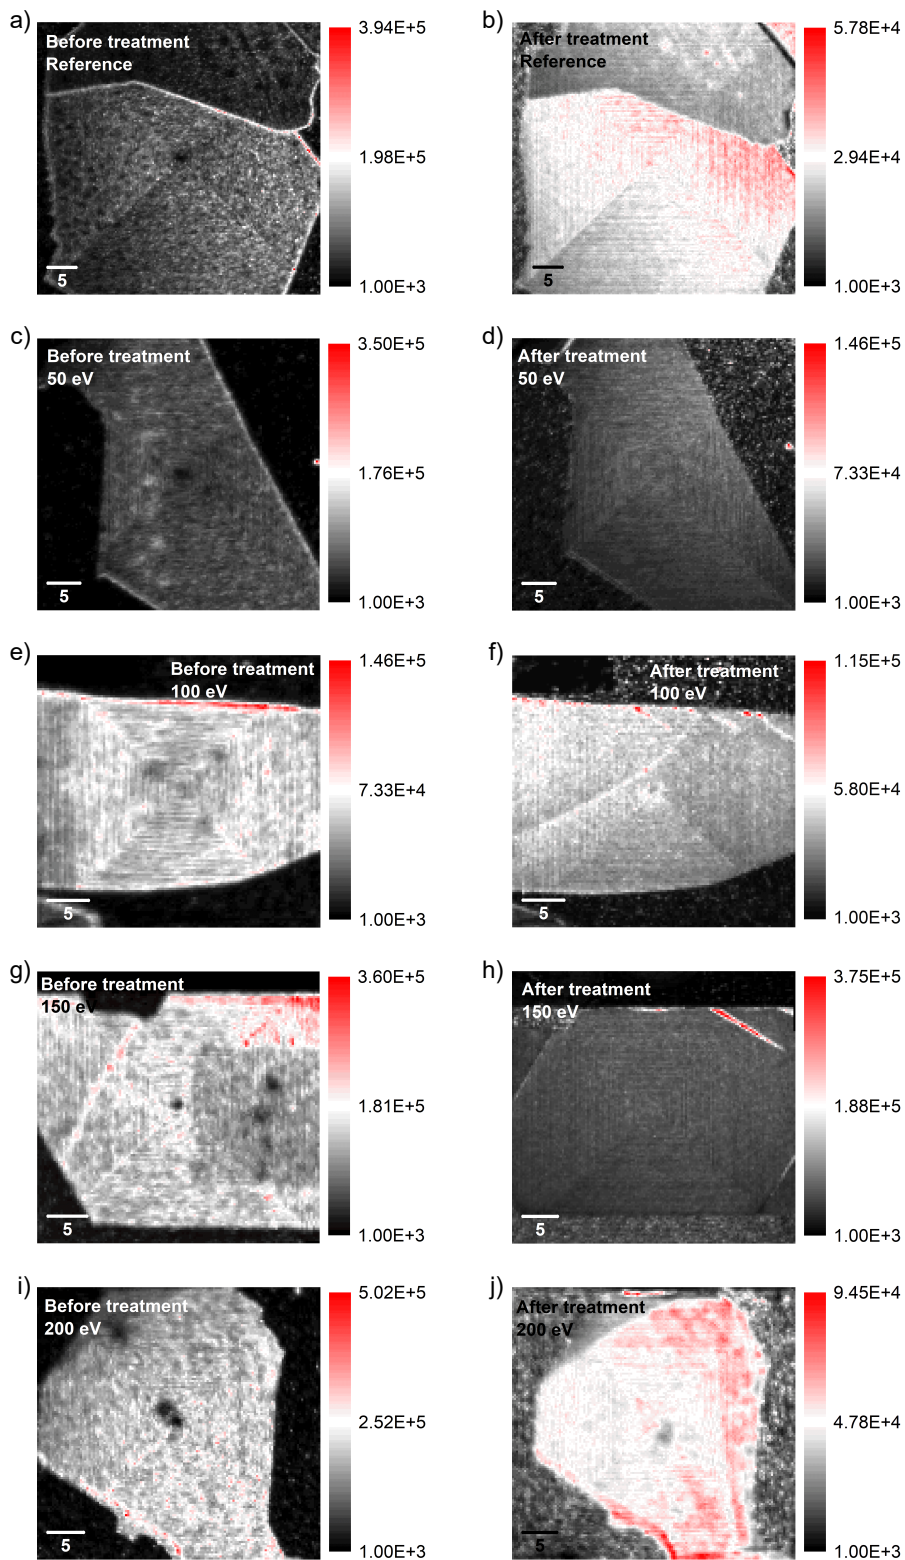 a)
Before treatment
Reference
5
3.94E+5
1.98E+5
1.00E+3
b)
After treatment
Reference
5
5.78E+4
2.94E+4
1.00E+3
c)
Before treatment
50 eV
5
3.50E+5
1.76E+5
1.00E+3
d)
After treatment
50 eV
5
1.46E+5
7.33E+4
1.00E+3
e)
Before treatment
100 eV
5
1.46E+5
7.33E+4
1.00E+3
f)
After treatment
100 eV
5
1.15E+5
5.80E+4
1.00E+3
g)
Before treatment
150 eV
5
3.60E+5
1.81E+5
1.00E+3
h)
After treatment
150 eV
5
3.75E+5
1.88E+5
1.00E+3
i)
Before treatment
200 eV
5
5.02E+5
2.52E+5
1.00E+3
j)
After treatment
200 eV
5
9.45E+4
4.78E+4
1.00E+3